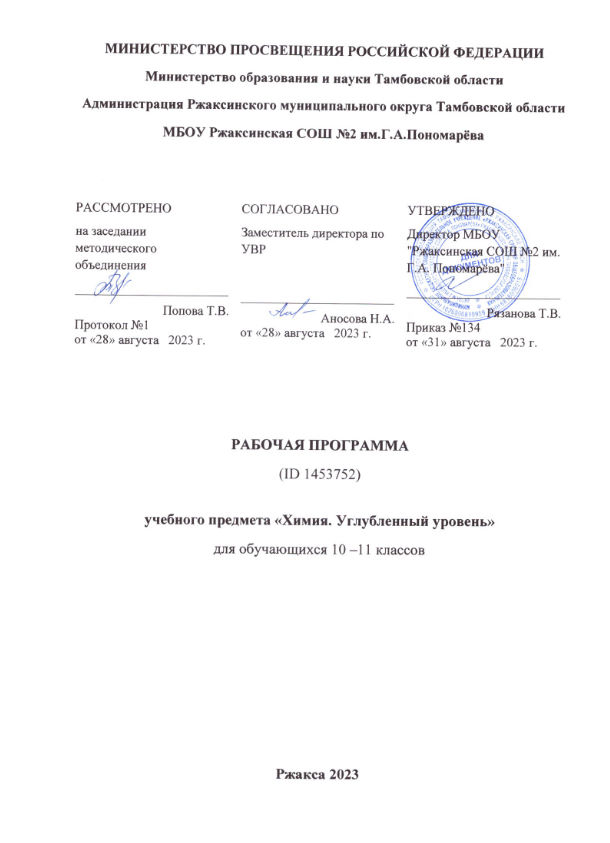 МИНИСТЕРСТВО ПРОСВЕЩЕНИЯ РОССИЙСКОЙ ФЕДЕРАЦИИ
Министерство образования и науки Тамбовской области
Администрация Ржаксинского муниципального округа Тамбовской области
МБОУ Ржаксинская СОШ №2 им.Г.А.Пономарёва
РАССМОТРЕНО
на заседании
методического
объединения
Попова Т.В.
Протокол №1
от «28» августа 2023 г.
СОГЛАСОВАНО
Заместитель директора по
УВР
Аносова Н.А.
от «28» августа 2023 г.
УТВЕРЖДЕНО
Директор МБОУ
"Ржаксинская СОШ №2 им.
Г.А. Пономарёва"
Рязанова Т.В.
Приказ №134
от «31» августа 2023 г.
ДЛЯ
ДОКУМЕНТОВ
РАБОЧАЯ ПРОГРАММА
(ID 1453752)
учебного предмета «Химия. Углубленный уровень»
для обучающихся 10 –11 классов
Ржакса 2023